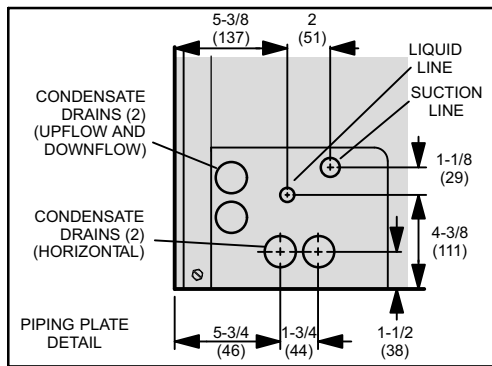 5-3/8
(137)
2
(51)
LIQUID
LINE
SUCTION
LINE
CONDENSATE
DRAINS (2)
(UPFLOW AND
DOWNFLOW)
1-1/8
(29)
CONDENSATE
DRAINS (2)
(HORIZONTAL)
4-3/8
(111)
PIPING PLATE
DETAIL
5-3/4
(46)
1-3/4
(44)
1-1/2
(38)